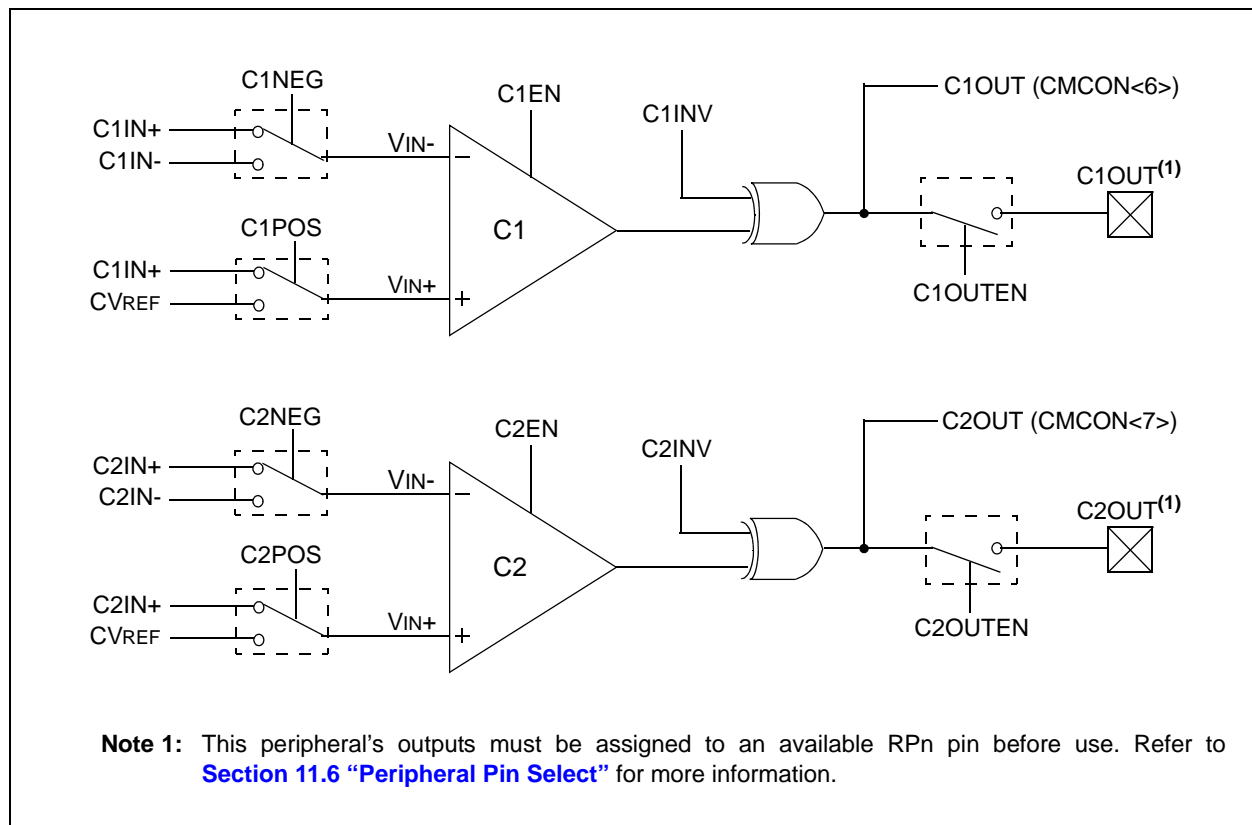 C1NEG
C1IN+
C1IN-
VIN-
–
C1EN
C1INV
C1OUT (CMCON<6>)
C1POS
C1IN+
CVREF
VIN+
+
C1
C1OUT(1)
C1OUTEN
C2NEG
C2IN+
C2IN-
VIN-
–
C2EN
C2INV
C2OUT (CMCON<7>)
C2POS
C2IN+
CVREF
VIN+
+
C2
C2OUT(1)
C2OUTEN
Note 1: This peripheral's outputs must be assigned to an available RPn pin before use. Refer to
Section 11.6 “Peripheral Pin Select” for more information.